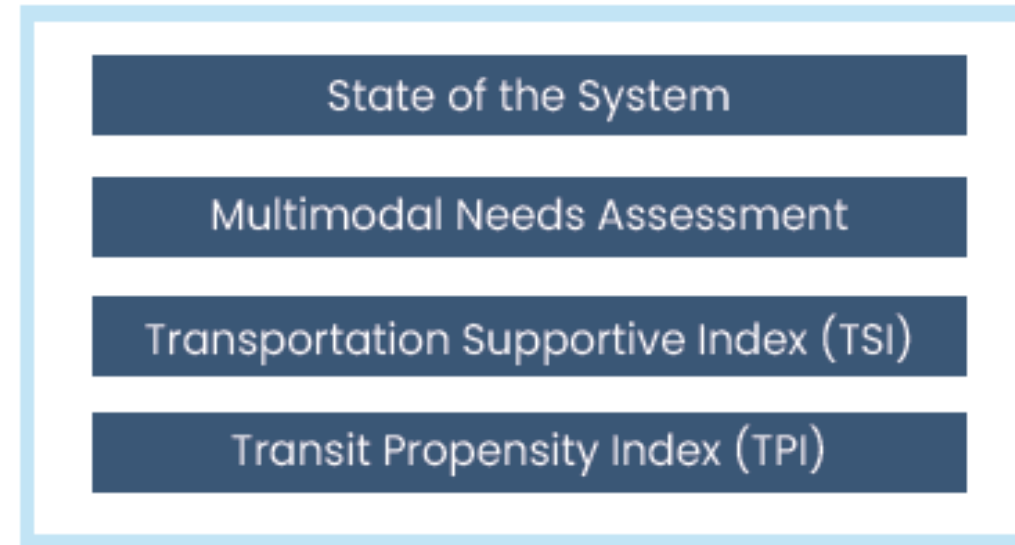 State of the System
Multimodal Needs Assessment
Transportation Supportive Index (TSI)
Transit Propensity Index (TPI)